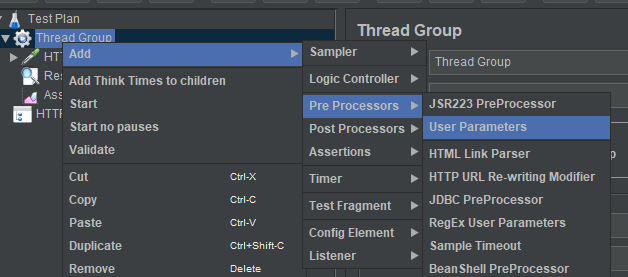 Test Plan
Thread Group
HTT
Res
Ass
HTTP
Add
Add Think Times to children
Start
Start no pauses
Validate
Cut Ctrl-X
Copy Ctrl-C
Paste Ctrl-V
Duplicate Ctrl+Shift-C
Remove Delete
Sampler
Logic Controller
Pre Processors
Post Processors
Assertions
Timer
Test Fragment
Config Element
Listener
JSR223 PreProcessor
User Parameters
HTML Link Parser
HTTP URL Re-writing Modifier
JDBC PreProcessor
RegEx User Parameters
Sample Timeout
BeanShell PreProcessor
Thread Group
Thread Group